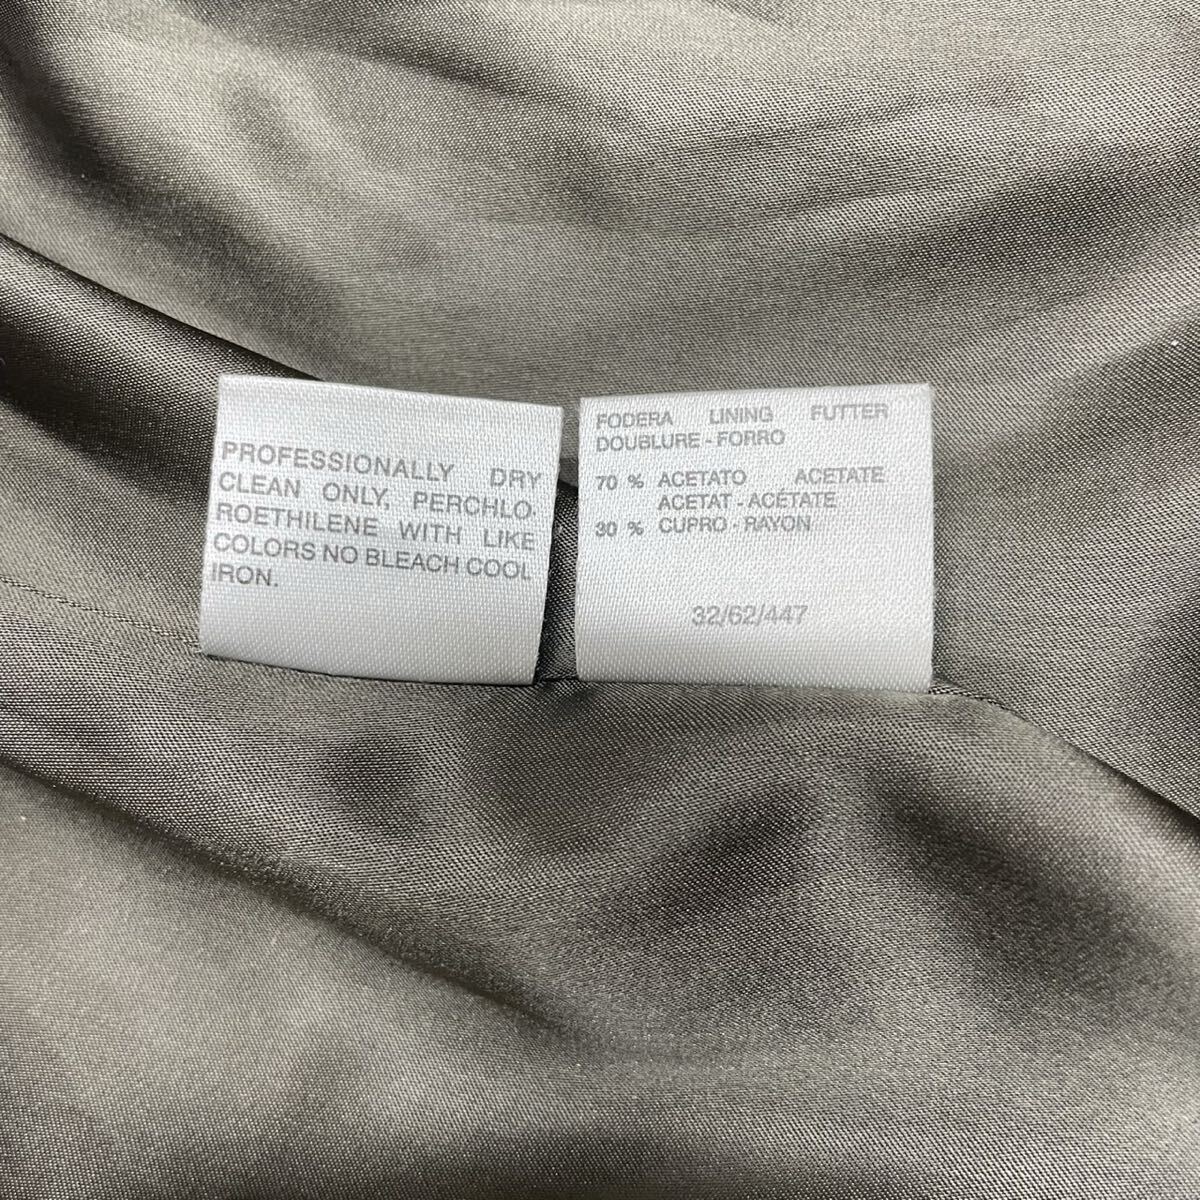 PROFESSIONALLY DRY
CLEAN ONLY, PERCHLO.
ROETHILENE WITH LIKE
COLORS NO BLEACH COOL
IRON.
FODERA LINING FUTTER
DOUBLURE - FORRO
70 % ACETATO ACETATE
ACETAT - ACÉTATE
30 % CUPRO - RAYON
32/62/447